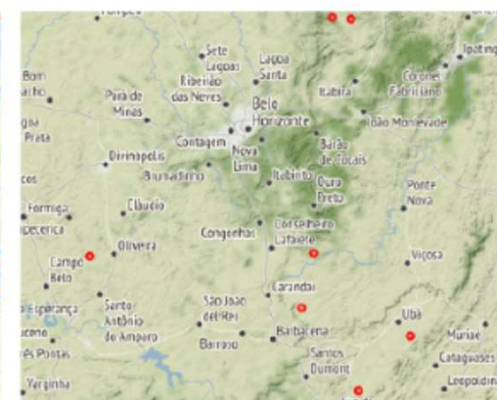 Sete
Lagoas
Lagoa
Santa
Ribeirão
das Neves
Ipating
Coronel
Fabriciano
Bom
Itabira
Pará de
Minas
Belo
Horizonte
João Monlevade
Prata
Contagem
Nova
Lima
Barão
de Cocais
Divinópolis
Brumadinho
Itabirito
Ouro
Preto
Ponte
Nova
Formiga
Cláudio
Congonhas
Conselheiro
Lafaiete
Oliveira
Viçosa
Campo
Belo
Carandaí
Esperança
Santo
Antônio
do Amparo
São João
del-Rei
Ubá
Barroso
Barbacena
Muriaé
Santos
Dumont
Cataguases
Varginha
Leopoldin